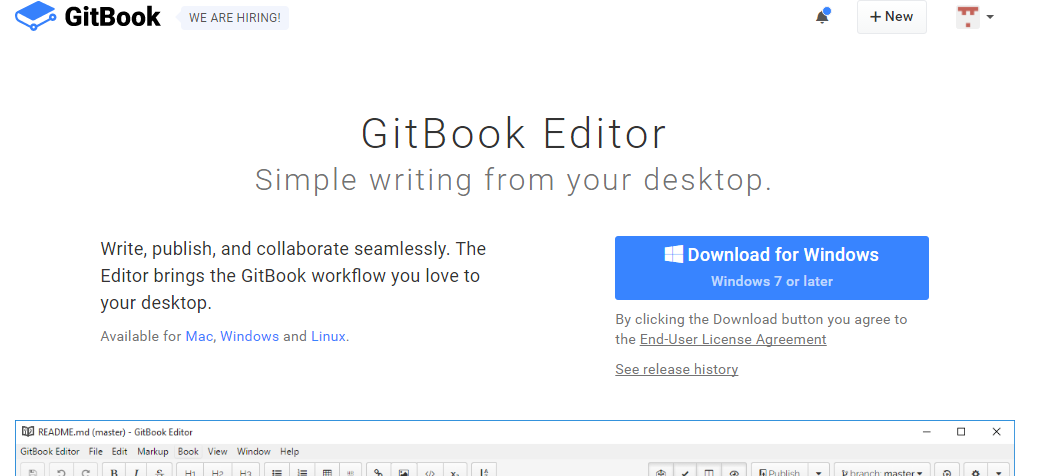 GitBook WE ARE HIRING! + New
GitBook Editor
Simple writing from your desktop.
Write, publish, and collaborate seamlessly. The
Editor brings the GitBook workflow you love to
your desktop.
Available for Mac, Windows and Linux.
Download for Windows
Windows 7 or later
By clicking the Download button you agree to
the End-User License Agreement
See release history
README.md (master) - GitBook Editor
GitBook Editor File Edit Markup Book View Window Help
B I S H1 H2 H3 Publish branch: master